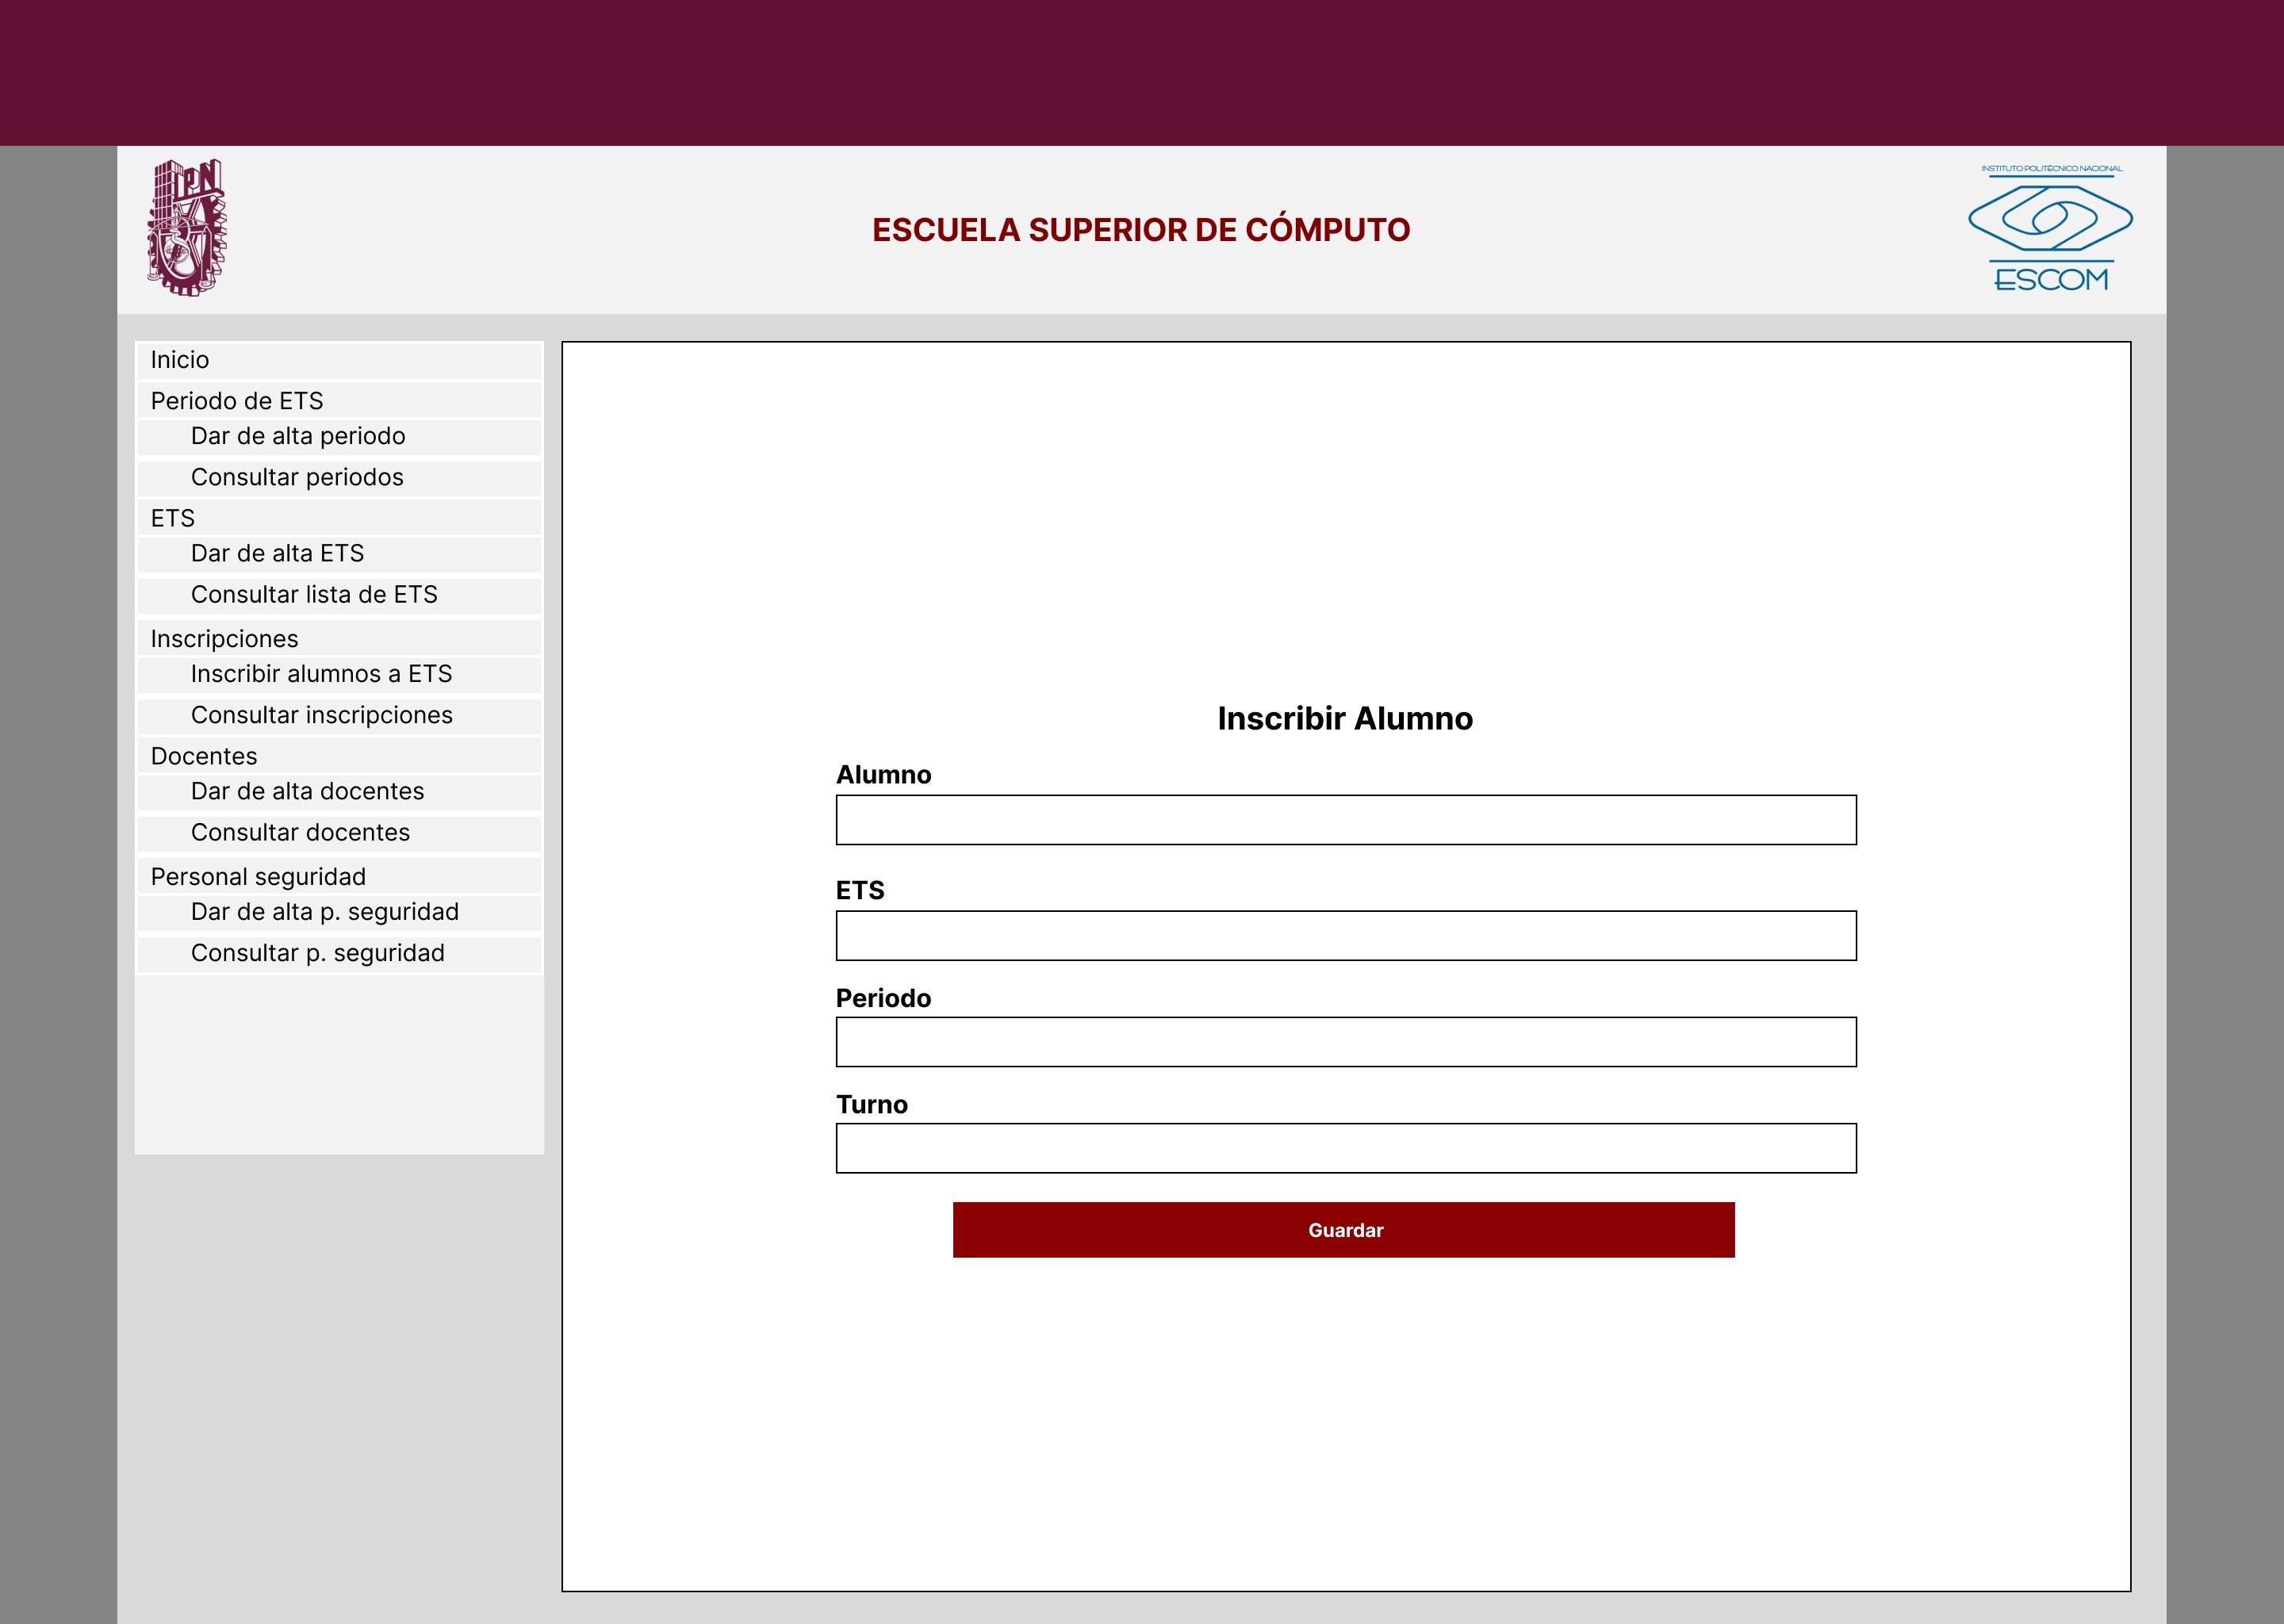 IPN
INSTITUTO POLITÉCNICO NACIONAL
ESCOM
ESCUELA SUPERIOR DE CÓMPUTO
Inicio
Periodo de ETS
Dar de alta periodo
Consultar periodos
ETS
Dar de alta ETS
Consultar lista de ETS
Inscripciones
Inscribir alumnos a ETS
Consultar inscripciones
Docentes
Dar de alta docentes
Consultar docentes
Personal seguridad
Dar de alta p. seguridad
Consultar p. seguridad
Inscribir Alumno
Alumno
ETS
Periodo
Turno
Guardar